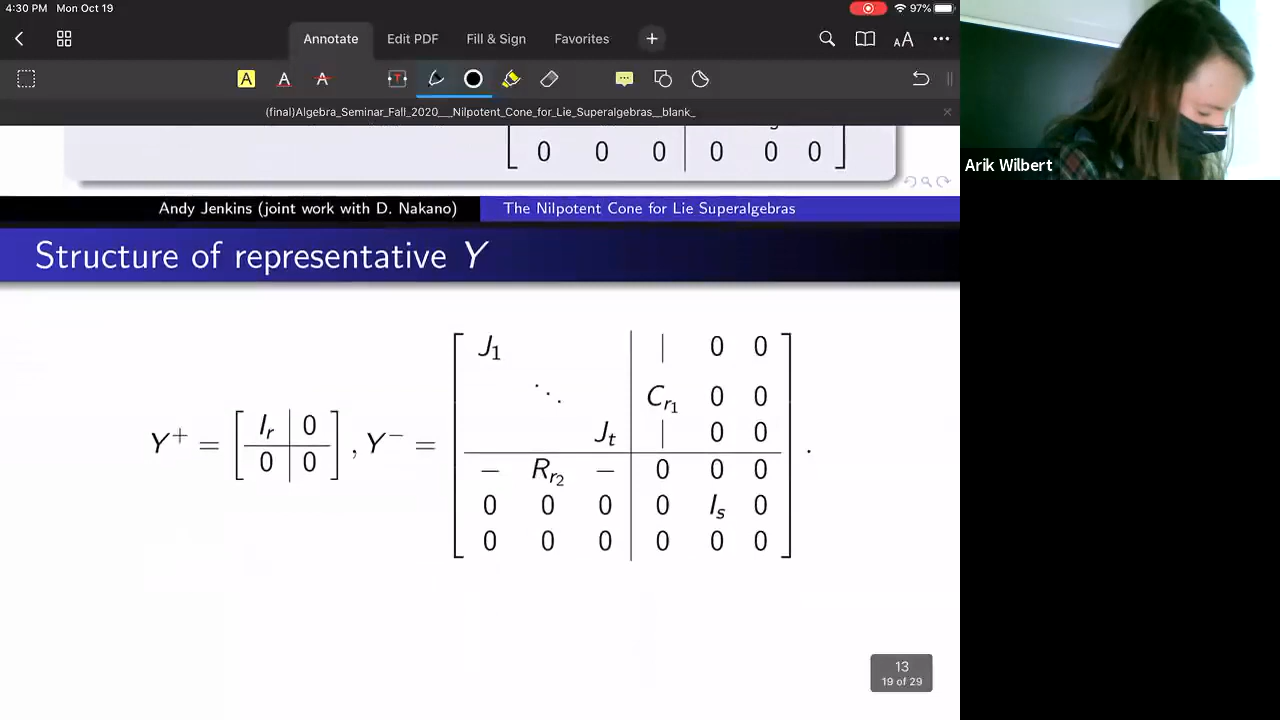 4:30 PM Mon Oct 19
97%
Annotate Edit PDF Fill & Sign Favorites +
AA
A A A T
(final)Algebra_Seminar_Fall_2020___Nilpotent_Cone_for_Lie_Superalgebras__blank_
0 0 0 | 0 0 0
Andy Jenkins (joint work with D. Nakano) The Nilpotent Cone for Lie Superalgebras
Structure of representative Y
Y⁺ = [ I_r | 0 ; 0 | 0 ] , Y⁻ =
J₁ | | 0 0
⋱ | C_{r₁} 0 0
J_t | | 0 0
− R_{r₂} − | 0 0 0
0 0 0 | 0 I_s 0
0 0 0 | 0 0 0
.
13
19 of 29
Arik Wilbert